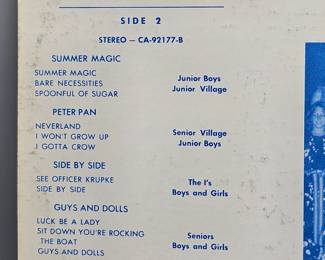 SIDE 2
STEREO — CA-92177-B
SUMMER MAGIC
SUMMER MAGIC
BARE NECESSITIES
SPOONFUL OF SUGAR
Junior Boys
Junior Village
PETER PAN
NEVERLAND
I WON'T GROW UP
I GOTTA CROW
Senior Village
Junior Boys
SIDE BY SIDE
SEE OFFICER KRUPKE
SIDE BY SIDE
The I's
Boys and Girls
GUYS AND DOLLS
LUCK BE A LADY
SIT DOWN YOU'RE ROCKING
THE BOAT
GUYS AND DOLLS
Seniors
Boys and Girls